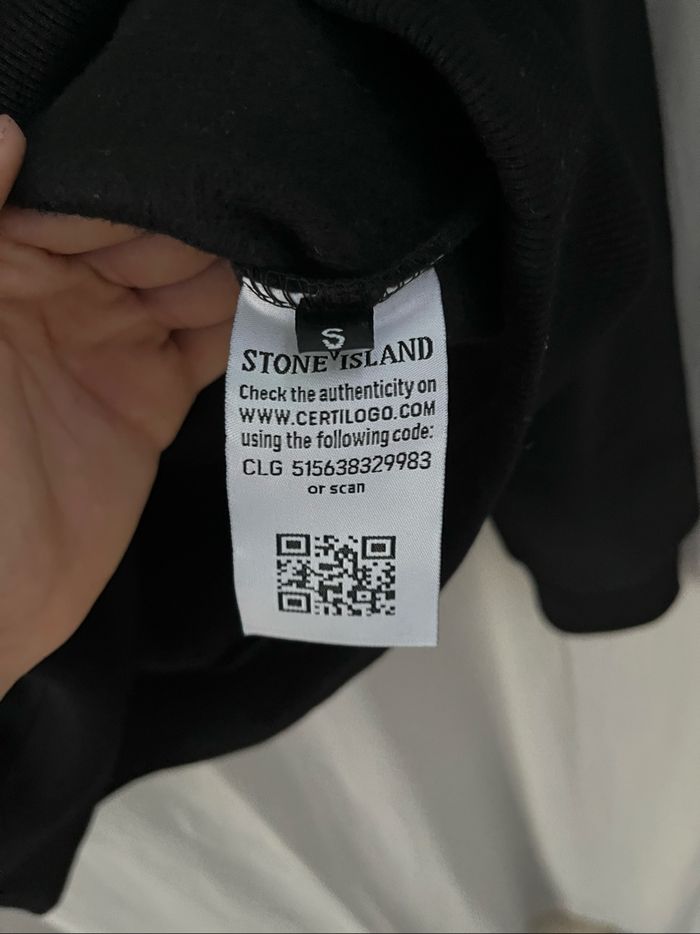 S
STONE ISLAND
Check the authenticity on
WWW.CERTILOGO.COM
using the following code:
CLG 515638329983
or scan